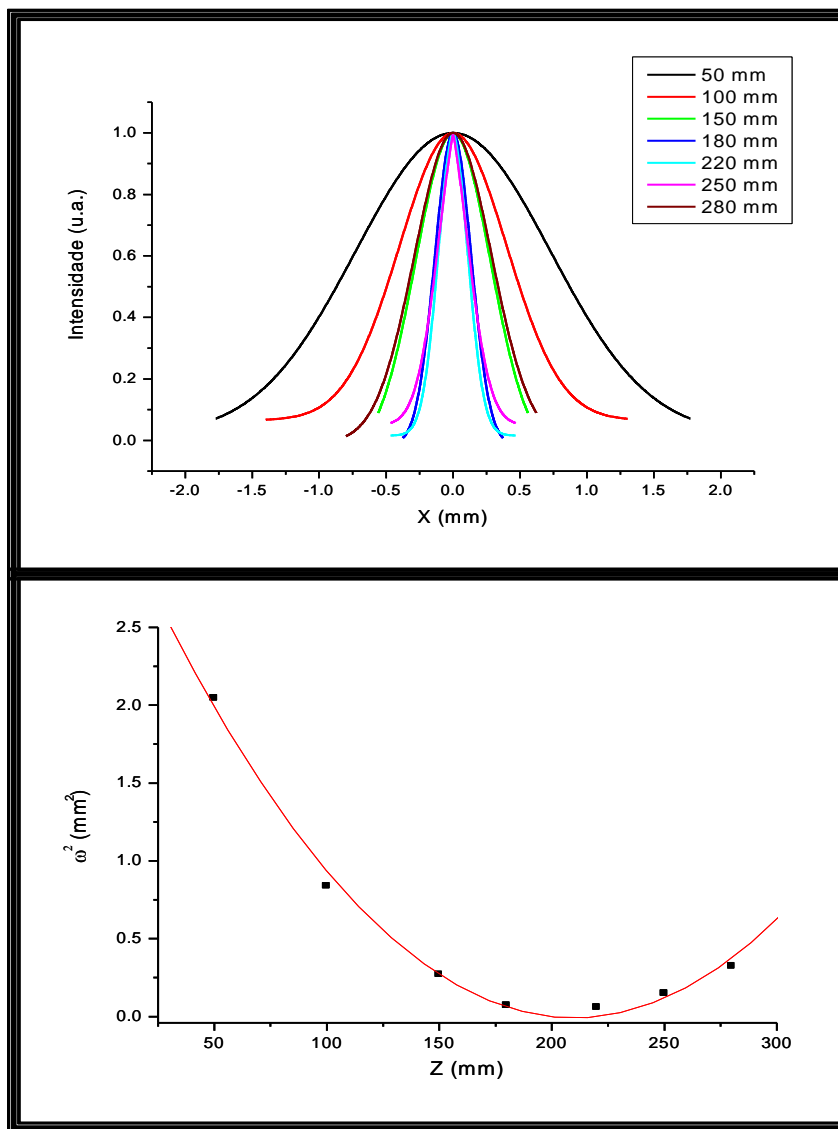 50 mm
100 mm
150 mm
180 mm
220 mm
250 mm
280 mm
Intensidade (u.a.)
1.0
0.8
0.6
0.4
0.2
0.0
-2.0 -1.5 -1.0 -0.5 0.0 0.5 1.0 1.5 2.0
X (mm)
ω² (mm²)
2.5
2.0
1.5
1.0
0.5
0.0
50 100 150 200 250 300
Z (mm)